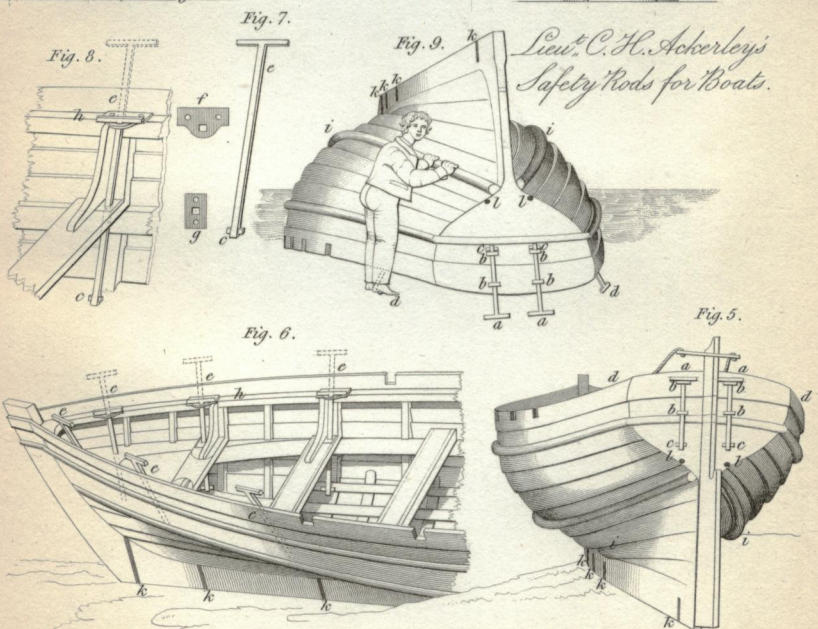 Fig. 7.
Fig. 8.
Fig. 9.
Lieut. C. H. Ackerley's
Safety Rods for Boats.
e
e
h
f
g
c
c
k
k k k
i
i
l
l
c
c
b
b
b
b
a
a
d
d
Fig. 6.
Fig. 5.
e
e
e
h
e
e
e
k
k
k
a
a
d
d
b
b
b
b
c
c
l
l
i
i
k
k
k
k